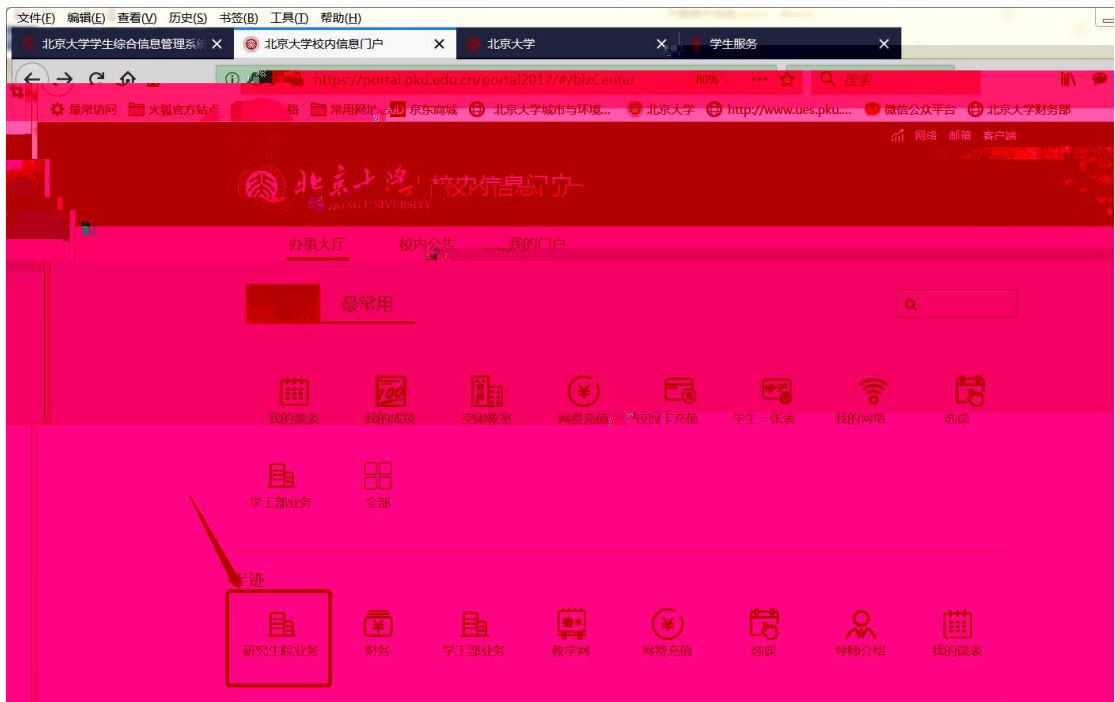 文件(F) 编辑(E) 查看(V) 历史(S) 书签(B) 工具(T) 帮助(H)
北京大学学生综合信息管理系统 北京大学校内信息门户 北京大学 学生服务
https://portal.pku.edu.cn/portal2017/#/bizCenter 80% 搜索
最常访问 火狐官方站点 常用网址 JD 京东商城 北京大学城市与环境... 北京大学 http://www.ues.pku.... 微信公众平台 北京大学财务部
网络 邮箱 客户端
北京大学 校内信息门户
PEKING UNIVERSITY
办事大厅 校内公告 我的门户
最常用
我的课表 我的成绩 空闲教室 网费充值 校园卡充值 学生一张表 我的网络 选课
学工部业务 全部
足迹
研究生院业务 财务 学工部业务 教学网 网费充值 选课 导师介绍 我的课表